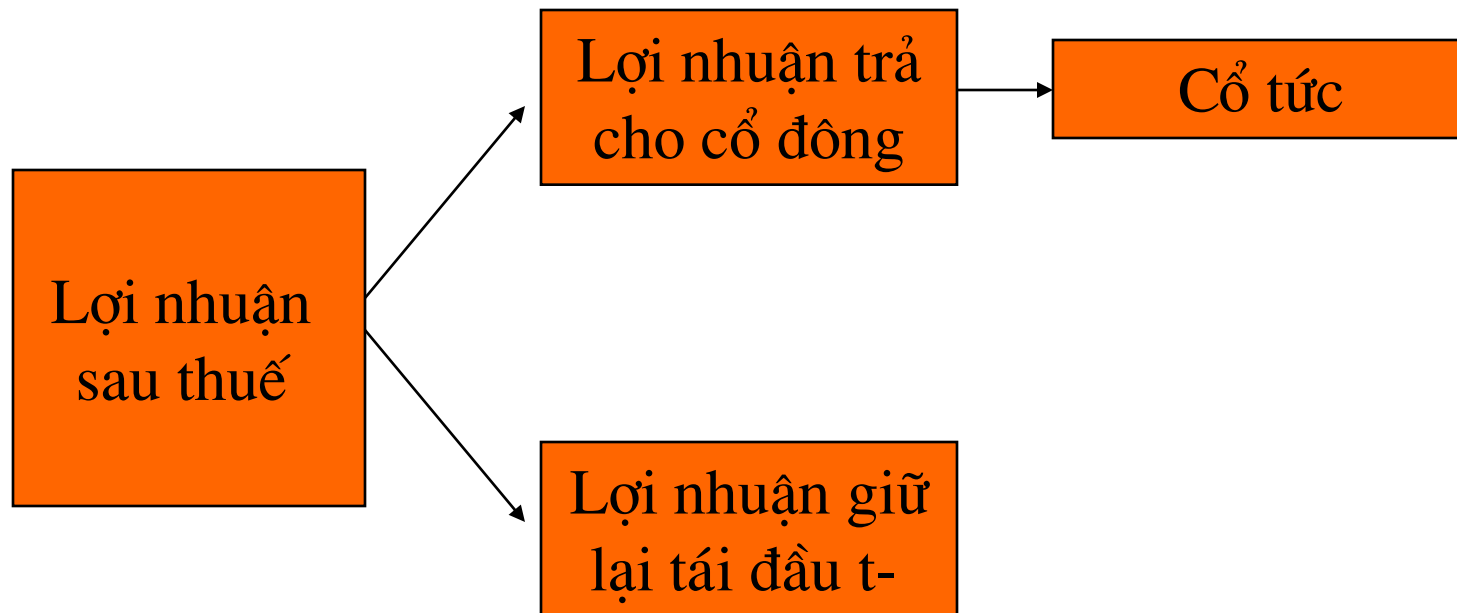 Lợi nhuận trả
cho cổ đông
Cổ tức
Lợi nhuận
sau thuế
Lợi nhuận giữ
lại tái đầu t-